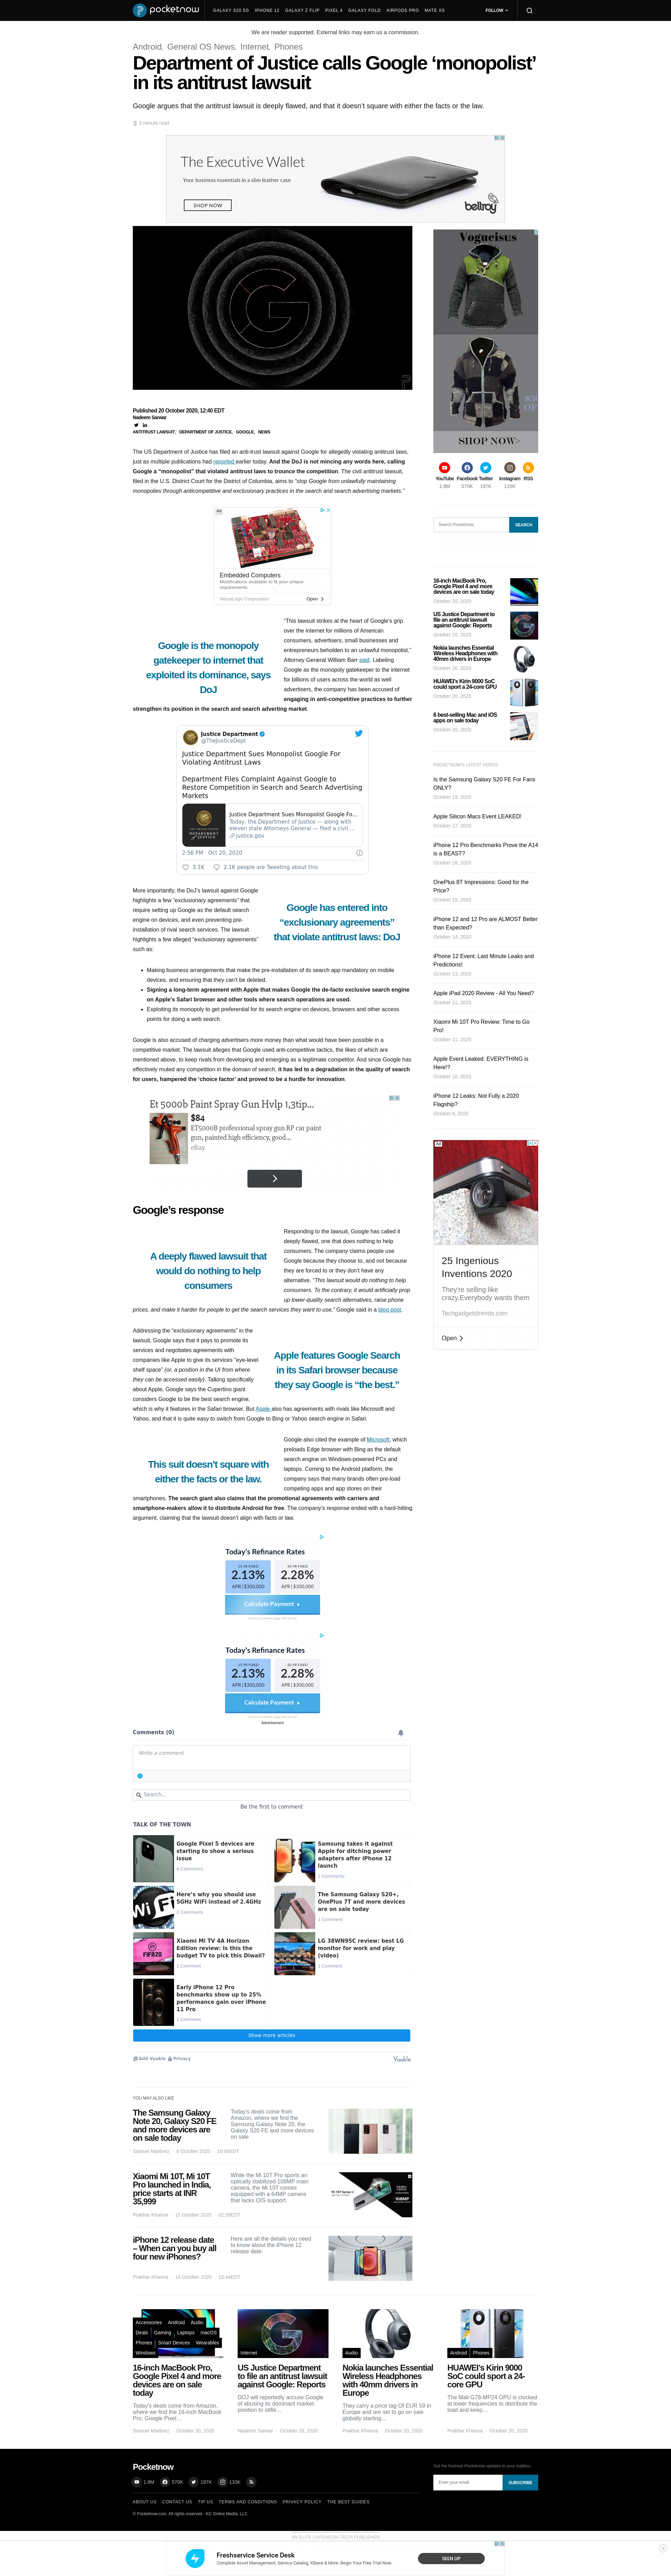 pocketnow
GALAXY S20 5G IPHONE 12 GALAXY Z FLIP PIXEL 4 GALAXY FOLD AIRPODS PRO MATE XS
FOLLOW
We are reader supported. External links may earn us a commission.
Android, General OS News, Internet, Phones
Department of Justice calls Google ‘monopolist’
in its antitrust lawsuit
Google argues that the antitrust lawsuit is deeply flawed, and that it doesn’t square with either the facts or the law.
3 minute read
The Executive Wallet
Your business essentials in a slim leather case
SHOP NOW
bellroy
Published 20 October 2020, 12:40 EDT
Nadeem Sarwar
ANTITRUST LAWSUIT, DEPARTMENT OF JUSTICE, GOOGLE, NEWS
The US Department of Justice has filed an anti-trust lawsuit against Google for allegedly violating antitrust laws,
just as multiple publications had reported earlier today. And the DoJ is not mincing any words here, calling
Google a “monopolist” that violated antitrust laws to trounce the competition. The civil antitrust lawsuit,
filed in the U.S. District Court for the District of Columbia, aims to “stop Google from unlawfully maintaining
monopolies through anticompetitive and exclusionary practices in the search and search advertising markets.”
Ad
Embedded Computers
Modifications available to fit your unique
requirements.
VersaLogic Corporation
Open
Google is the monopoly
gatekeeper to internet that
exploited its dominance, says
DoJ
“This lawsuit strikes at the heart of Google’s grip
over the internet for millions of American
consumers, advertisers, small businesses and
entrepreneurs beholden to an unlawful monopolist,”
Attorney General William Barr said. Labeling
Google as the monopoly gatekeeper to the internet
for billions of users across the world as well
advertisers, the company has been accused of
engaging in anti-competitive practices to further
strengthen its position in the search and search adverting market.
Justice Department
@TheJusticeDept
Justice Department Sues Monopolist Google For
Violating Antitrust Laws
Department Files Complaint Against Google to
Restore Competition in Search and Search Advertising
Markets
Justice Department Sues Monopolist Google Fo...
Today, the Department of Justice — along with
eleven state Attorneys General — filed a civil ...
justice.gov
2:56 PM · Oct 20, 2020
3.1K
2.1K people are Tweeting about this
More importantly, the DoJ’s lawsuit against Google
highlights a few “exclusionary agreements” that
require setting up Google as the default search
engine on devices, and even preventing pre-
installation of rival search services. The lawsuit
highlights a few alleged “exclusionary agreements”
such as:
Google has entered into
“exclusionary agreements”
that violate antitrust laws: DoJ
Making business arrangements that make the pre-installation of its search app mandatory on mobile
devices, and ensuring that they can’t be deleted.
Signing a long-term agreement with Apple that makes Google the de-facto exclusive search engine
on Apple’s Safari browser and other tools where search operations are used.
Exploiting its monopoly to get preferential for its search engine on devices, browsers and other access
points for doing a web search.
Google is also accused of charging advertisers more money than what would have been possible in a
competitive market. The lawsuit alleges that Google used anti-competitive tactics, the likes of which are
mentioned above, to keep rivals from developing and emerging as a legitimate competitor. And since Google has
effectively muted any competition in the domain of search, it has led to a degradation in the quality of search
for users, hampered the ‘choice factor’ and proved to be a hurdle for innovation.
Et 5000b Paint Spray Gun Hvlp 1,3tip...
$84
ET5000B professional spray gun RP car paint
gun, painted high efficiency, good...
eBay
Google’s response
A deeply flawed lawsuit that
would do nothing to help
consumers
Responding to the lawsuit, Google has called it
deeply flawed, one that does nothing to help
consumers. The company claims people use
Google because they choose to, and not because
they are forced to or they don’t have any
alternative. “This lawsuit would do nothing to help
consumers. To the contrary, it would artificially prop
up lower-quality search alternatives, raise phone
prices, and make it harder for people to get the search services they want to use,” Google said in a blog post.
Addressing the “exclusionary agreements” in the
lawsuit, Google says that it pays to promote its
services and negotiates agreements with
companies like Apple to give its services “eye-level
shelf space” (or, a position in the UI from where
they can be accessed easily). Talking specifically
about Apple, Google says the Cupertino giant
considers Google to be the best search engine,
which is why it features in the Safari browser. But Apple also has agreements with rivals like Microsoft and
Yahoo, and that it is quite easy to switch from Google to Bing or Yahoo search engine in Safari.
Apple features Google Search
in its Safari browser because
they say Google is “the best.”
This suit doesn’t square with
either the facts or the law.
Google also cited the example of Microsoft, which
preloads Edge browser with Bing as the default
search engine on Windows-powered PCs and
laptops. Coming to the Android platform, the
company says that many brands often pre-load
competing apps and app stores on their
smartphones. The search giant also claims that the promotional agreements with carriers and
smartphone-makers allow it to distribute Android for free. The company’s response ended with a hard-hitting
argument, claiming that the lawsuit doesn’t align with facts or law.
Today's Refinance Rates
2.13% 2.28%
APR | $300,000 APR | $300,000
Calculate Payment
Today's Refinance Rates
2.13% 2.28%
APR | $300,000 APR | $300,000
Calculate Payment
Advertisement
Comments (0)
Write a comment
Search...
Be the first to comment
TALK OF THE TOWN
Google Pixel 5 devices are
starting to show a serious
issue
4 Comments
Samsung takes it against
Apple for ditching power
adapters after iPhone 12
launch
2 Comments
Here's why you should use
5GHz WiFi instead of 2.4GHz
2 Comments
The Samsung Galaxy S20+,
OnePlus 7T and more devices
are on sale today
1 Comment
Xiaomi Mi TV 4A Horizon
Edition review: Is this the
budget TV to pick this Diwali?
1 Comment
LG 38WN95C review: best LG
monitor for work and play
(video)
1 Comment
Early iPhone 12 Pro
benchmarks show up to 25%
performance gain over iPhone
11 Pro
1 Comment
Show more articles
Add Vuukle Privacy
Vuukle
YOU MAY ALSO LIKE
The Samsung Galaxy
Note 20, Galaxy S20 FE
and more devices are
on sale today
Samuel Martinez · 6 October 2020 · 16:00EDT
Today’s deals come from
Amazon, where we find the
Samsung Galaxy Note 20, the
Galaxy S20 FE and more devices
on sale
Xiaomi Mi 10T, Mi 10T
Pro launched in India,
price starts at INR
35,999
Prakhar Khanna · 15 October 2020 · 02:58EDT
While the Mi 10T Pro sports an
optically stabilized 108MP main
camera, the Mi 10T comes
equipped with a 64MP camera
that lacks OIS support.
iPhone 12 release date
– When can you buy all
four new iPhones?
Prakhar Khanna · 14 October 2020 · 12:44EDT
Here are all the details you need
to know about the iPhone 12
release date.
Vogueisus
SHOP NOW>
YouTube Facebook Twitter Instagram RSS
1.8M 570K 197K 133K
Search Pocketnow
SEARCH
16-inch MacBook Pro,
Google Pixel 4 and more
devices are on sale today
October 20, 2020
US Justice Department to
file an antitrust lawsuit
against Google: Reports
October 20, 2020
Nokia launches Essential
Wireless Headphones with
40mm drivers in Europe
October 20, 2020
HUAWEI’s Kirin 9000 SoC
could sport a 24-core GPU
October 20, 2020
6 best-selling Mac and iOS
apps on sale today
October 20, 2020
POCKETNOW’S LATEST VIDEOS
Is the Samsung Galaxy S20 FE For Fans
ONLY?
October 19, 2020
Apple Silicon Macs Event LEAKED!
October 17, 2020
iPhone 12 Pro Benchmarks Prove the A14
is a BEAST?
October 16, 2020
OnePlus 8T Impressions: Good for the
Price?
October 15, 2020
iPhone 12 and 12 Pro are ALMOST Better
than Expected?
October 14, 2020
iPhone 12 Event: Last Minute Leaks and
Predictions!
October 13, 2020
Apple iPad 2020 Review - All You Need?
October 11, 2020
Xiaomi Mi 10T Pro Review: Time to Go
Pro!
October 11, 2020
Apple Event Leaked: EVERYTHING is
Here!?
October 10, 2020
iPhone 12 Leaks: Not Fully a 2020
Flagship?
October 8, 2020
Ad
25 Ingenious
Inventions 2020
They're selling like
crazy.Everybody wants them
Techgadgetstrends.com
Open
Accessories Android Audio
Deals Gaming Laptops macOS
Phones Smart Devices Wearables
Windows
16-inch MacBook Pro,
Google Pixel 4 and more
devices are on sale
today
Today’s deals come from Amazon,
where we find the 16-inch MacBook
Pro, Google Pixel…
Samuel Martinez · October 20, 2020
Internet
US Justice Department
to file an antitrust lawsuit
against Google: Reports
DOJ will reportedly accuse Google
of abusing its dominant market
position to stifle…
Nadeem Sarwar · October 20, 2020
Audio
Nokia launches Essential
Wireless Headphones
with 40mm drivers in
Europe
They carry a price tag Of EUR 59 in
Europe and are set to go on sale
globally starting…
Prakhar Khanna · October 20, 2020
Android Phones
HUAWEI’s Kirin 9000
SoC could sport a 24-
core GPU
The Mali G78-MP24 GPU is clocked
at lower frequencies to distribute the
load and keep…
Prakhar Khanna · October 20, 2020
Pocketnow
1.8M 570K 197K 133K
ABOUT US CONTACT US TIP US TERMS AND CONDITIONS PRIVACY POLICY THE BEST GUIDES
© Pocketnow.com. All rights reserved - KC Online Media, LLC
Get the freshest Pocketnow updates to your mailbox.
Enter your email
SUBSCRIBE
AN ELITE CAFEMEDIA TECH PUBLISHER
Freshservice Service Desk
Complete Asset Management, Service Catalog, KBase & More. Begin Your Free Trial Now.
SIGN UP